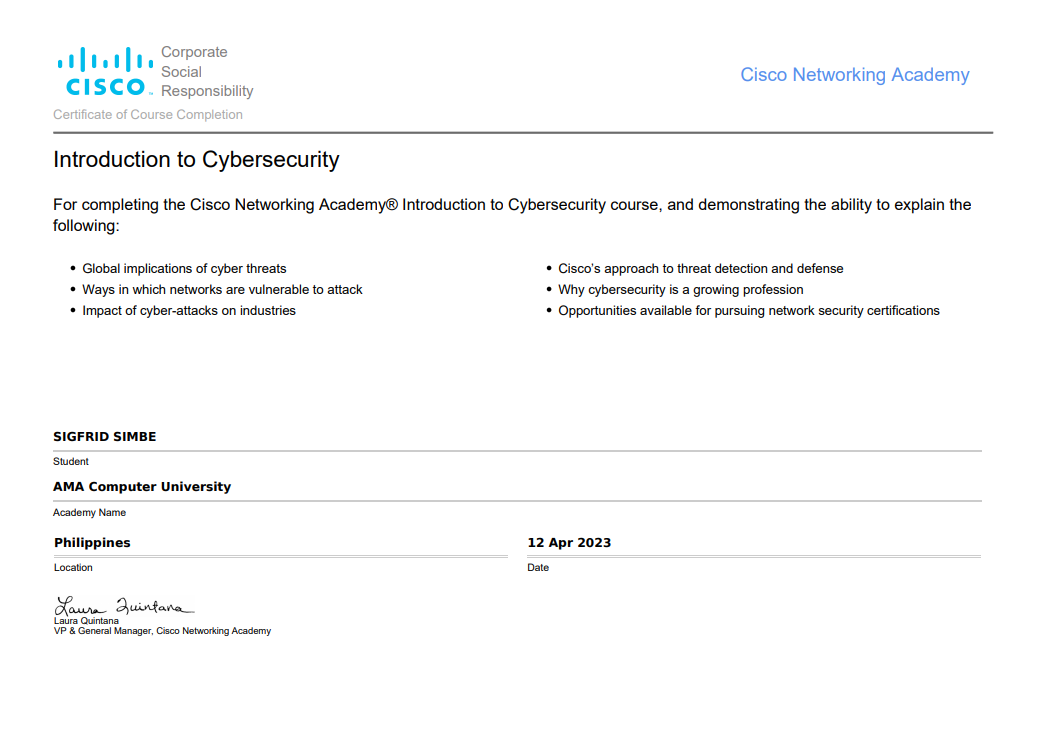 Corporate
Social
CISCO™ Responsibility
Cisco Networking Academy
Certificate of Course Completion
Introduction to Cybersecurity
For completing the Cisco Networking Academy® Introduction to Cybersecurity course, and demonstrating the ability to explain the
following:
• Global implications of cyber threats
• Ways in which networks are vulnerable to attack
• Impact of cyber-attacks on industries
• Cisco's approach to threat detection and defense
• Why cybersecurity is a growing profession
• Opportunities available for pursuing network security certifications
SIGFRID SIMBE
Student
AMA Computer University
Academy Name
Philippines
Location
12 Apr 2023
Date
Laura Quintana
Laura Quintana
VP & General Manager, Cisco Networking Academy